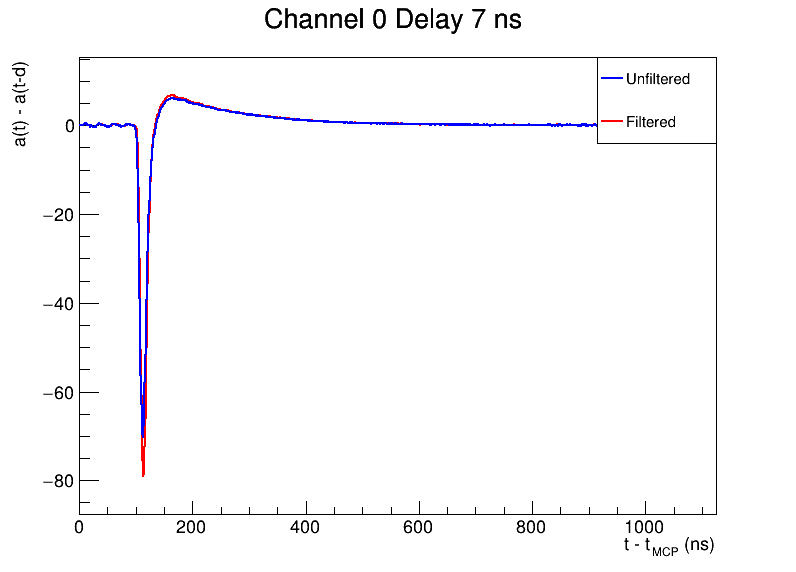 Channel 0 Delay 7 ns
a(t) - a(t-d)
Unfiltered
Filtered
0
−20
−40
−60
−80
0 200 400 600 800 1000
t - t_MCP (ns)